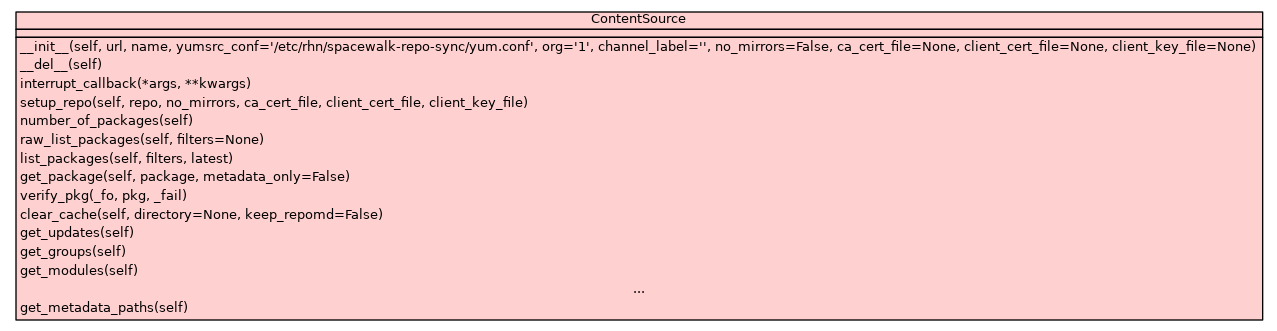 ContentSource
__init__(self, url, name, yumsrc_conf='/etc/rhn/spacewalk-repo-sync/yum.conf', org='1', channel_label='', no_mirrors=False, ca_cert_file=None, client_cert_file=None, client_key_file=None)
__del__(self)
interrupt_callback(*args, **kwargs)
setup_repo(self, repo, no_mirrors, ca_cert_file, client_cert_file, client_key_file)
number_of_packages(self)
raw_list_packages(self, filters=None)
list_packages(self, filters, latest)
get_package(self, package, metadata_only=False)
verify_pkg(_fo, pkg, _fail)
clear_cache(self, directory=None, keep_repomd=False)
get_updates(self)
get_groups(self)
get_modules(self)
...
get_metadata_paths(self)